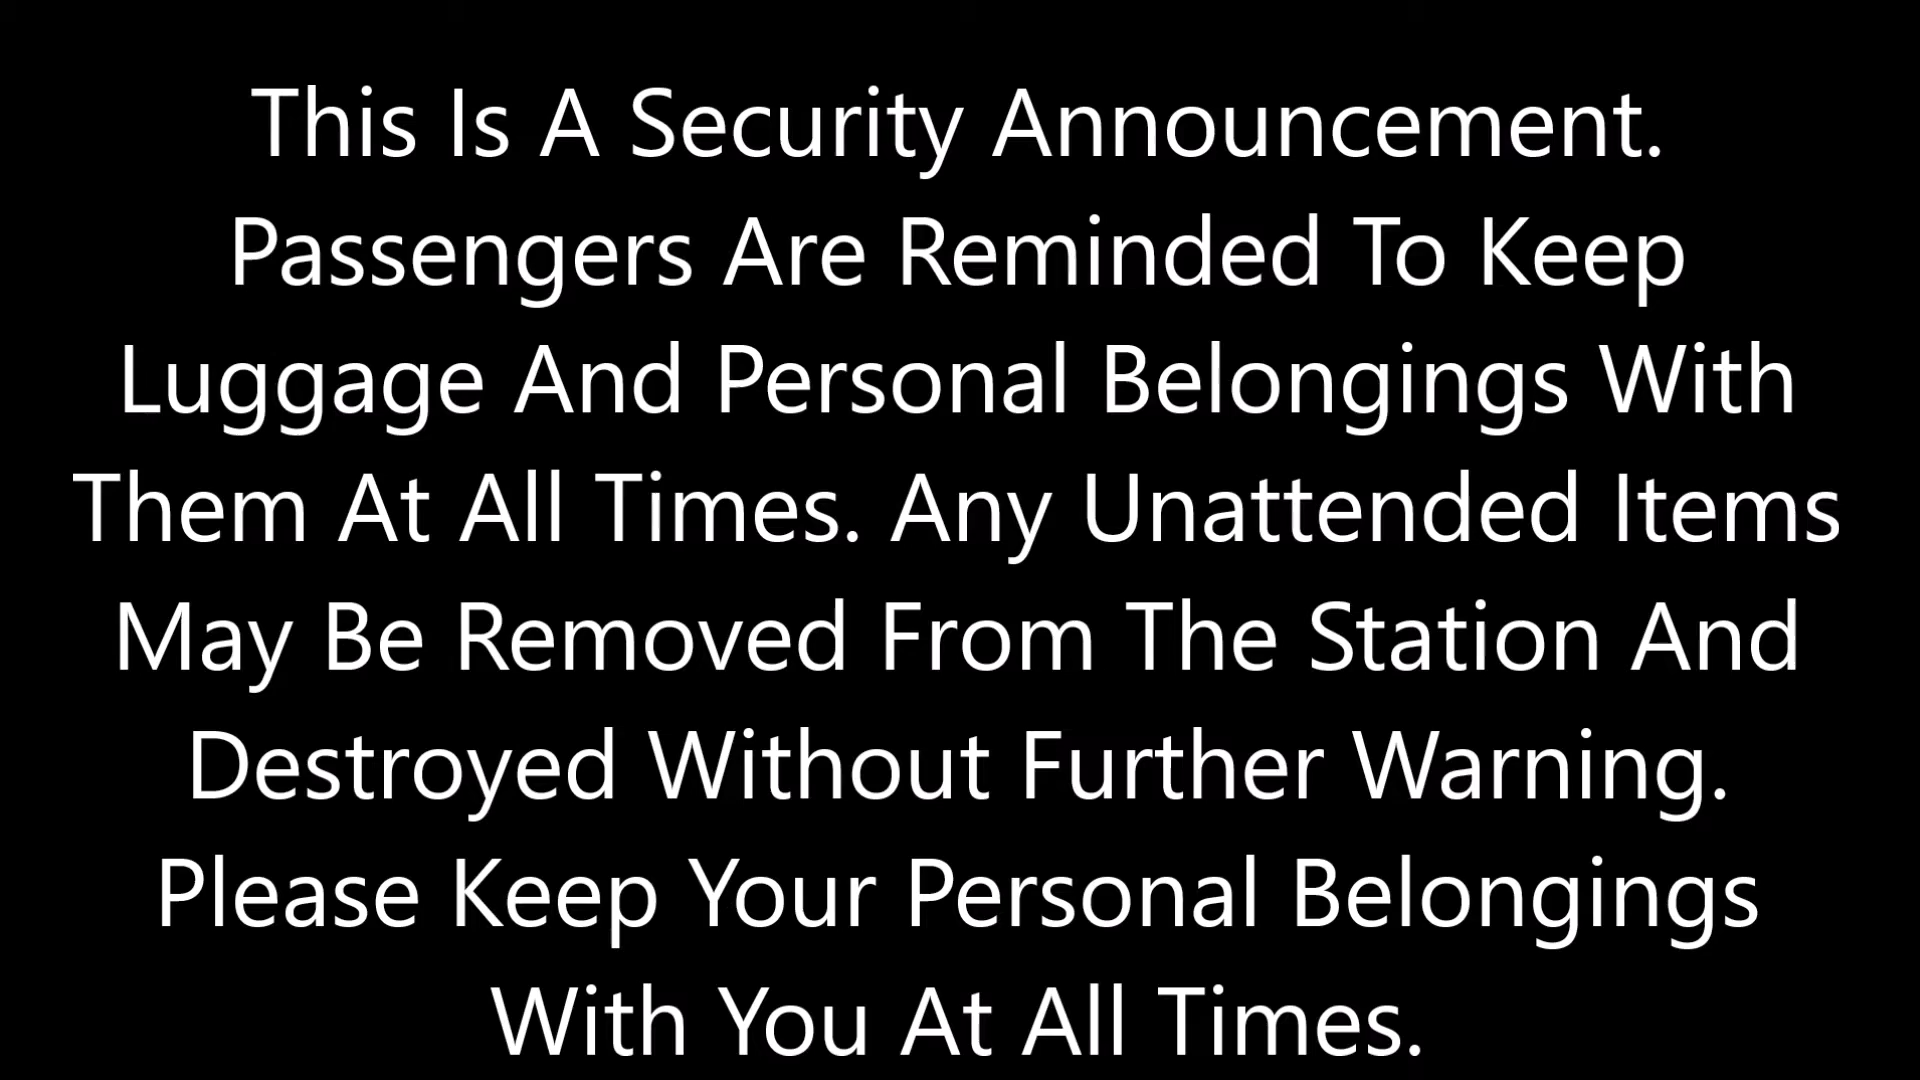 This Is A Security Announcement.
Passengers Are Reminded To Keep
Luggage And Personal Belongings With
Them At All Times. Any Unattended Items
May Be Removed From The Station And
Destroyed Without Further Warning.
Please Keep Your Personal Belongings
With You At All Times.